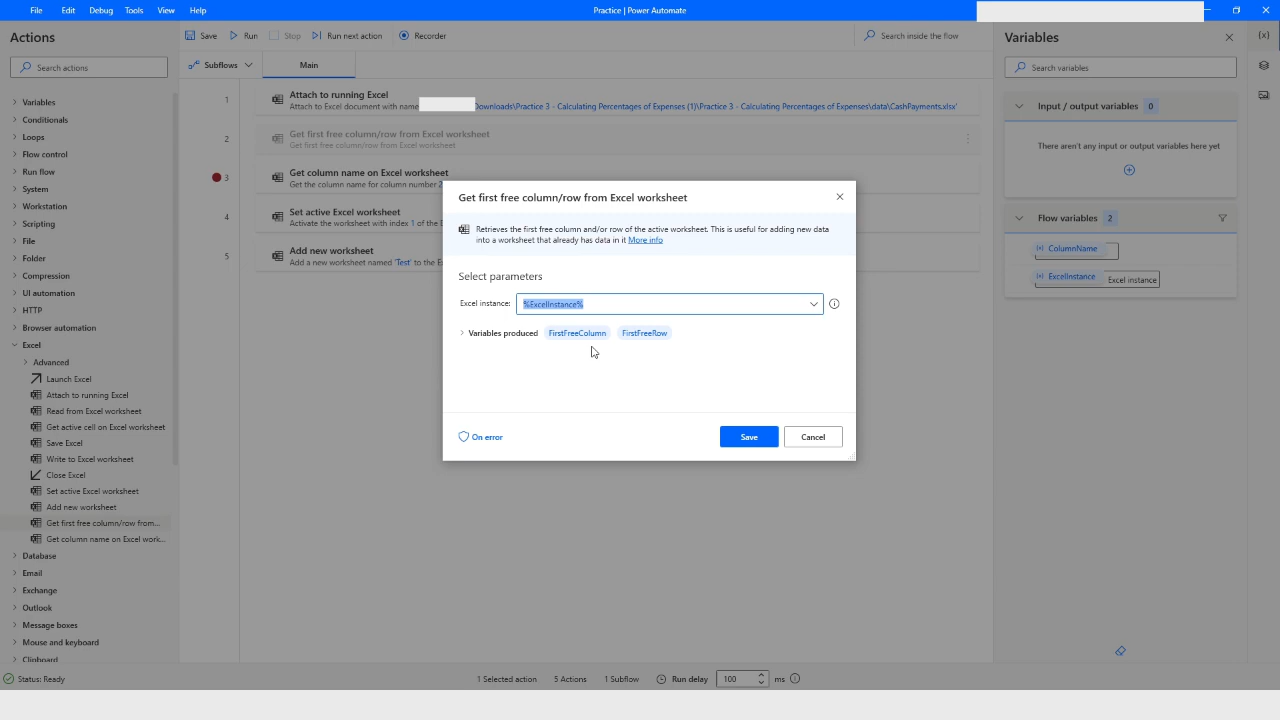 File Edit Debug Tools View Help
Practice | Power Automate
Actions
Search actions
Variables
Conditionals
Loops
Flow control
Run flow
System
Workstation
Scripting
File
Folder
Compression
UI automation
HTTP
Browser automation
Excel
Advanced
Launch Excel
Attach to running Excel
Read from Excel worksheet
Get active cell on Excel worksheet
Save Excel
Write to Excel worksheet
Close Excel
Set active Excel worksheet
Add new worksheet
Get first free column/row from...
Get column name on Excel work...
Database
Email
Exchange
Outlook
Message boxes
Mouse and keyboard
Clipboard
Save Run Stop Run next action Recorder
Search inside the flow
Subflows Main
1 Attach to running Excel
Attach to Excel document with name Downloads\Practice 3 - Calculating Percentages of Expenses (1)\Practice 3 - Calculating Percentages of Expenses\data\CashPayments.xlsx'
2 Get first free column/row from Excel worksheet
Get first free column/row from Excel worksheet
3 Get column name on Excel worksheet
Get the column name for column number 2
4 Set active Excel worksheet
Activate the worksheet with index 1 of the
5 Add new worksheet
Add a new worksheet named 'Test' to the
Get first free column/row from Excel worksheet
Retrieves the first free column and/or row of the active worksheet. This is useful for adding new data
into a worksheet that already has data in it More info
Select parameters
Excel instance: %ExcelInstance%
Variables produced FirstFreeColumn FirstFreeRow
On error
Save Cancel
Variables
{x}
Search variables
Input / output variables 0
There aren't any input or output variables here yet
Flow variables 2
(x) ColumnName
(x) ExcelInstance Excel instance
Status: Ready 1 Selected action 5 Actions 1 Subflow Run delay 100 ms